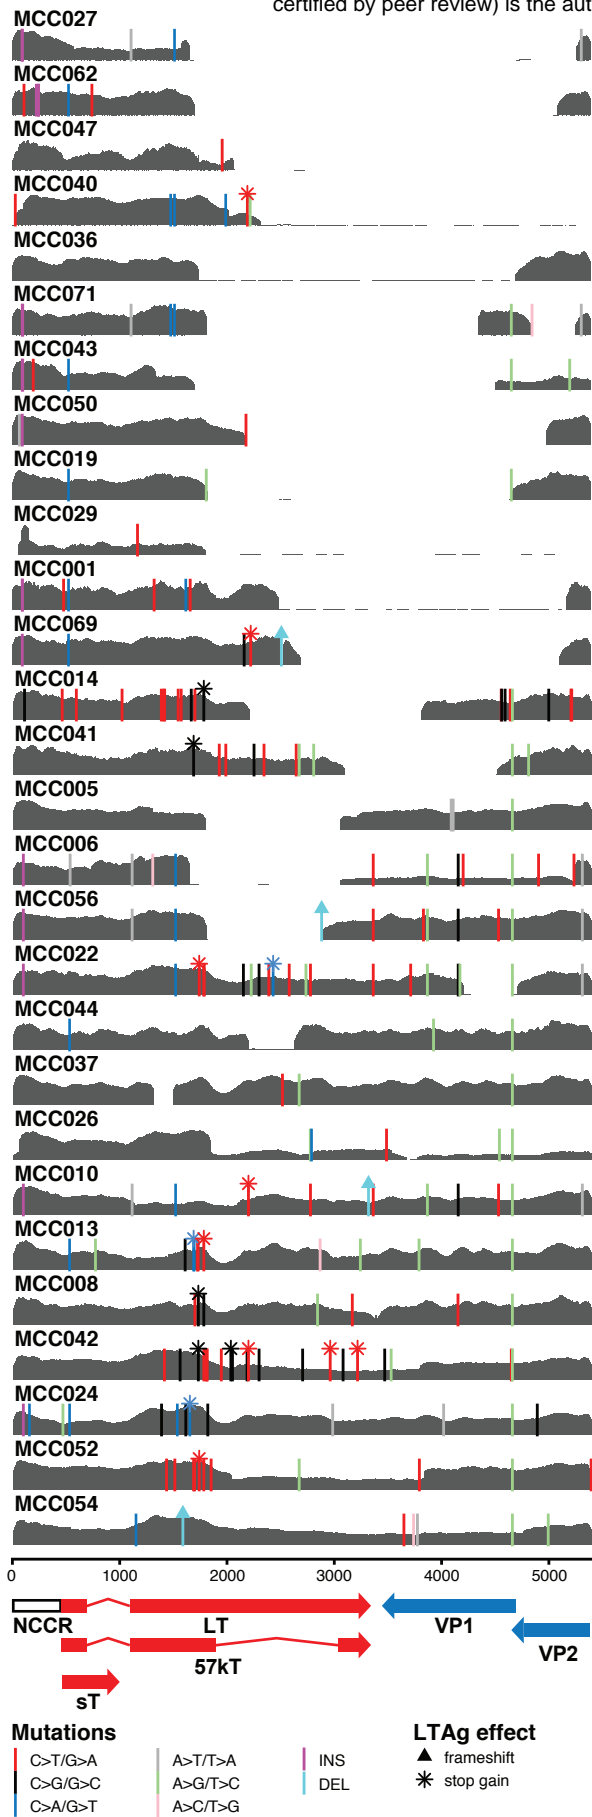 certified by peer review) is the aut
MCC027
MCC062
MCC047
MCC040
MCC036
MCC071
MCC043
MCC050
MCC019
MCC029
MCC001
MCC069
MCC014
MCC041
MCC005
MCC006
MCC056
MCC022
MCC044
MCC037
MCC026
MCC010
MCC013
MCC008
MCC042
MCC024
MCC052
MCC054
0 1000 2000 3000 4000 5000
NCCR LT VP1
VP2
57kT
sT
Mutations LTAg effect
C>T/G>A A>T/T>A INS frameshift
C>G/G>C A>G/T>C DEL stop gain
C>A/G>T A>C/T>G